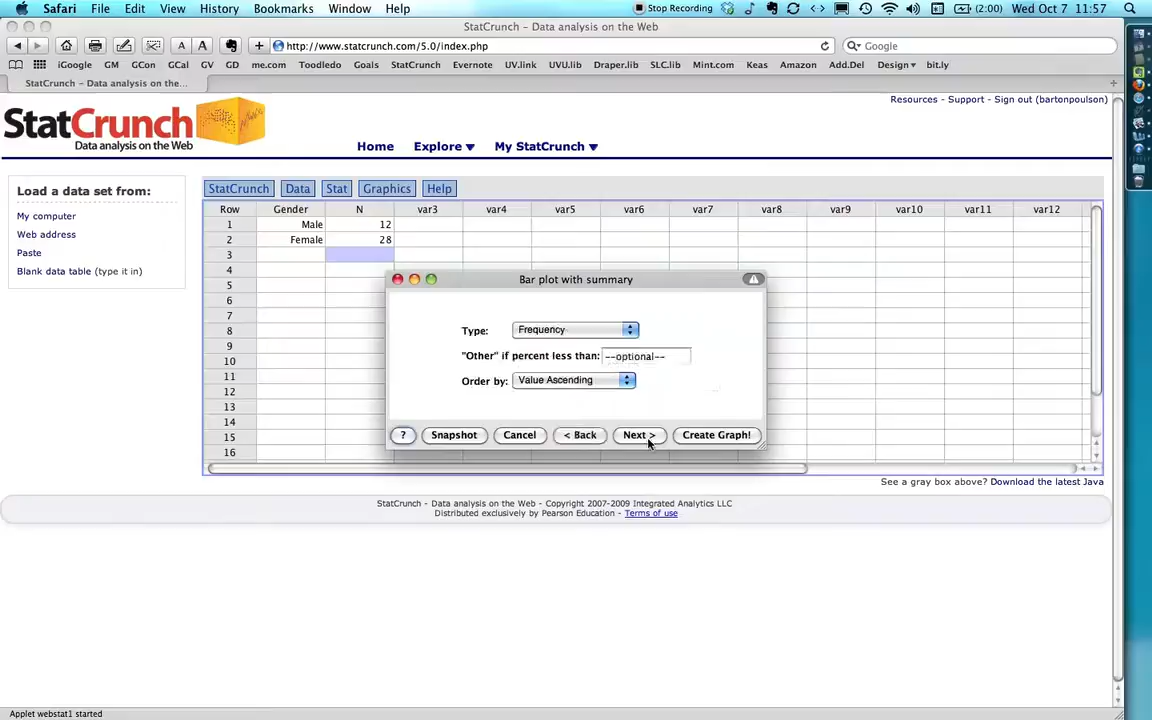 Safari File Edit View History Bookmarks Window Help Stop Recording (2:00) Wed Oct 7 11:57
StatCrunch - Data analysis on the Web
A A + http://www.statcrunch.com/5.0/index.php Google
iGoogle GM GCon GCal GV GD me.com Toodledo Goals StatCrunch Evernote UV.link UVU.lib Draper.lib SLC.lib Mint.com Keas Amazon Add.Del Design bit.ly
StatCrunch - Data analysis on the...
Resources - Support - Sign out (bartonpoulson)
StatCrunch
Data analysis on the Web
Home Explore My StatCrunch
Load a data set from:
My computer
Web address
Paste
Blank data table (type it in)
StatCrunch Data Stat Graphics Help
Row Gender N var3 var4 var5 var6 var7 var8 var9 var10 var11 var12
1 Male 12
2 Female 28
3
4
5
6
7
8
9
10
11
12
13
14
15
16
Bar plot with summary
Type: Frequency
"Other" if percent less than: --optional--
Order by: Value Ascending
? Snapshot Cancel < Back Next > Create Graph!
See a gray box above? Download the latest Java
StatCrunch - Data analysis on the Web - Copyright 2007-2009 Integrated Analytics LLC
Distributed exclusively by Pearson Education - Terms of use
Applet webstat1 started